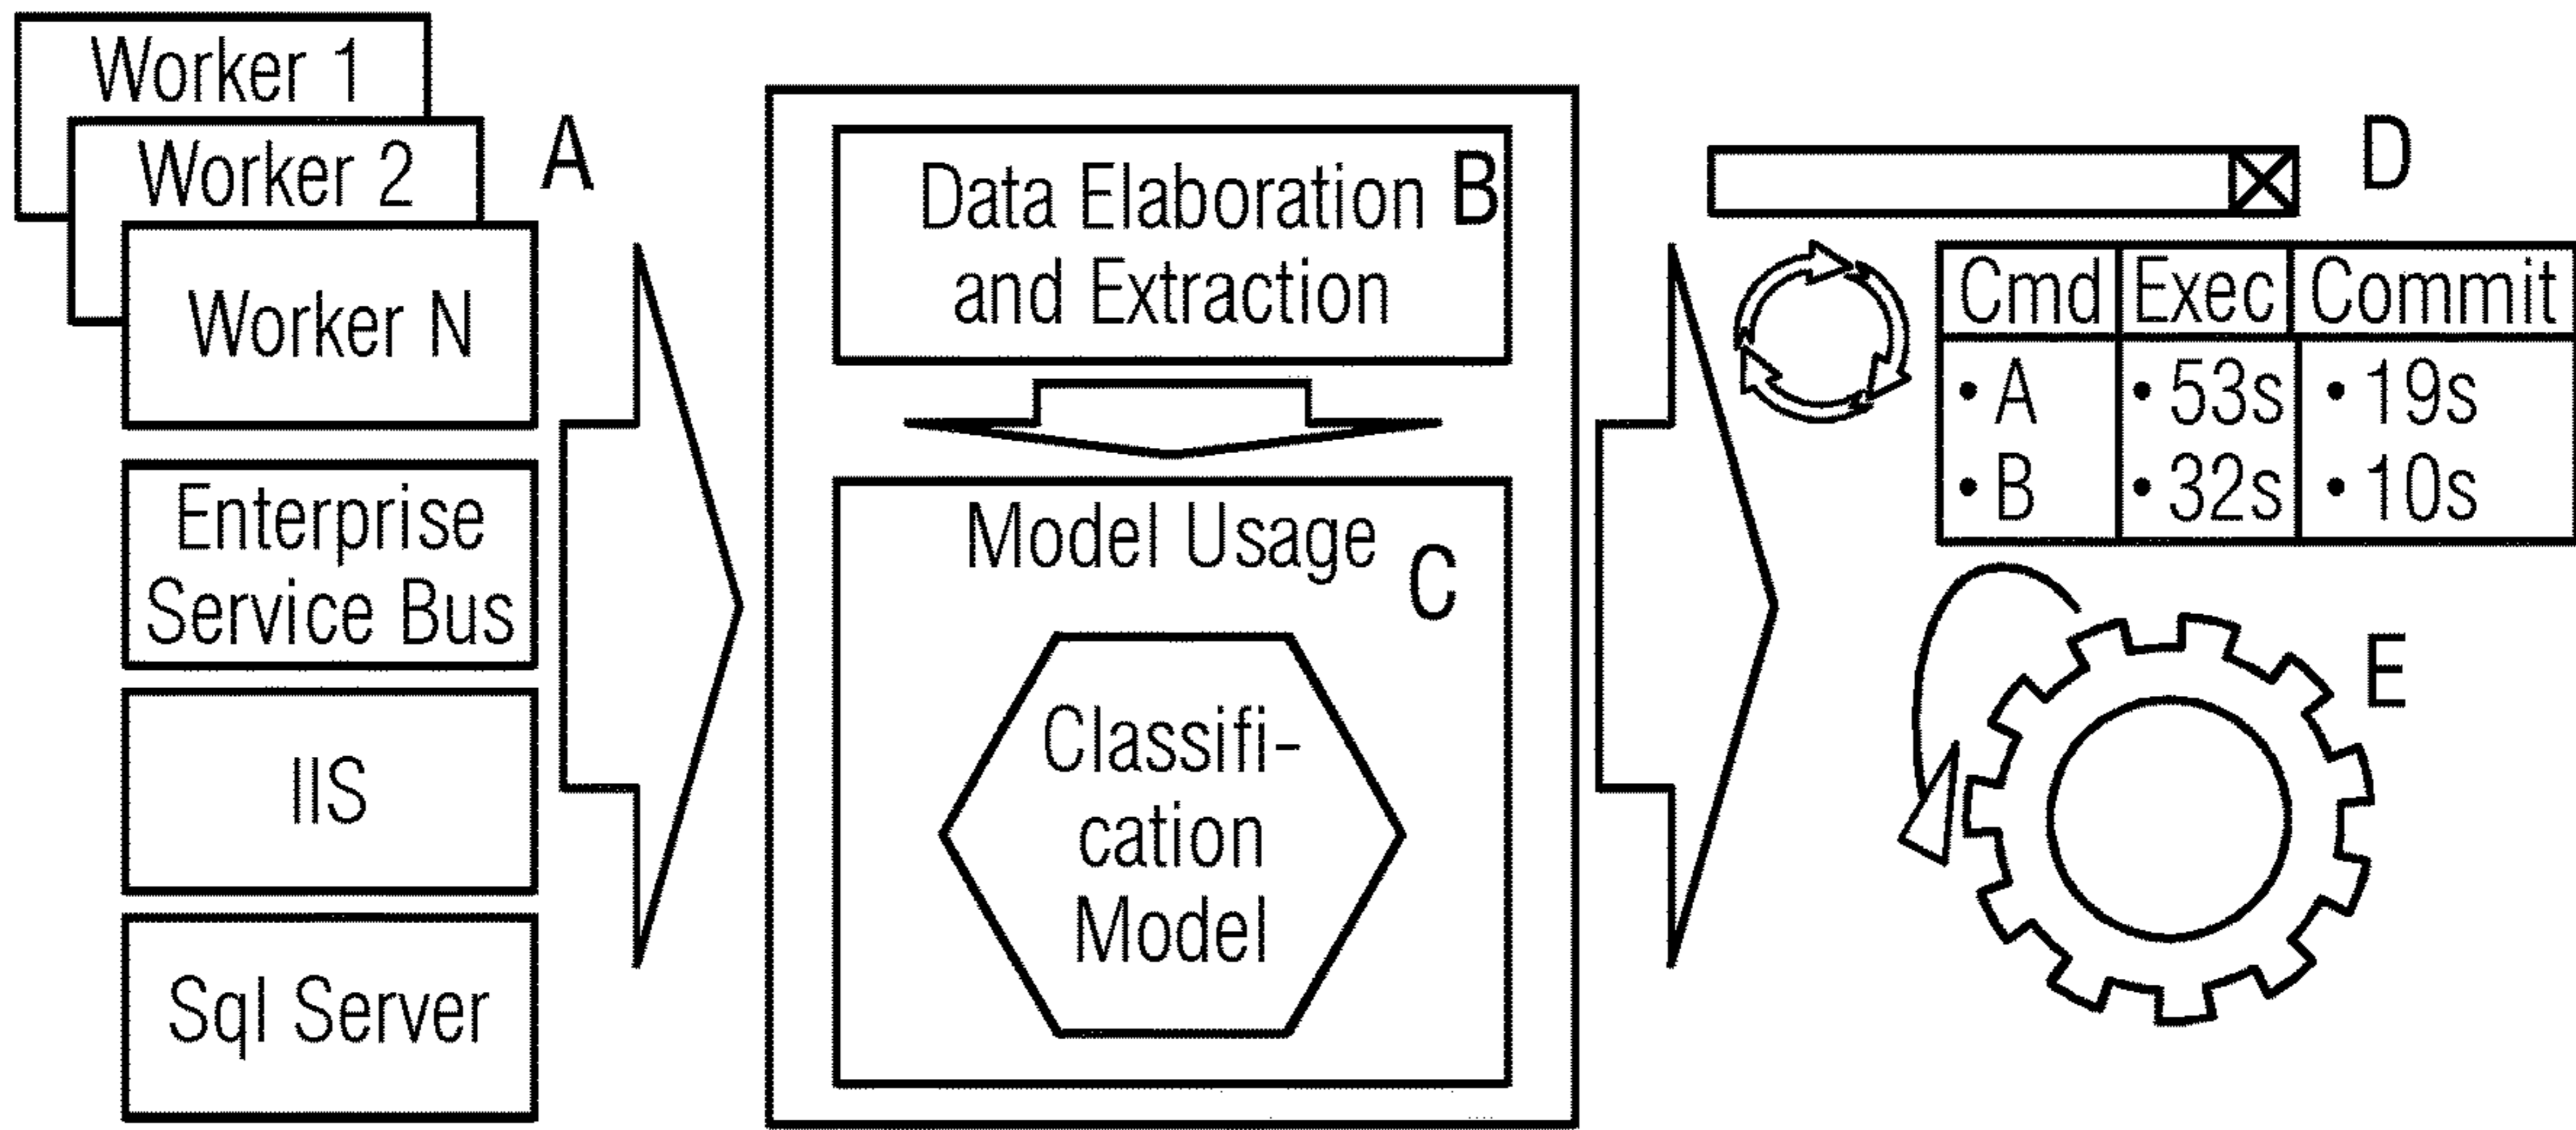 Worker 1
Worker 2
Worker N
A
Enterprise
Service Bus
IIS
Sql Server
Data Elaboration
and Extraction
B
Model Usage
C
Classifi-
cation
Model
D
Cmd Exec Commit
• A • 53s • 19s
• B • 32s • 10s
E